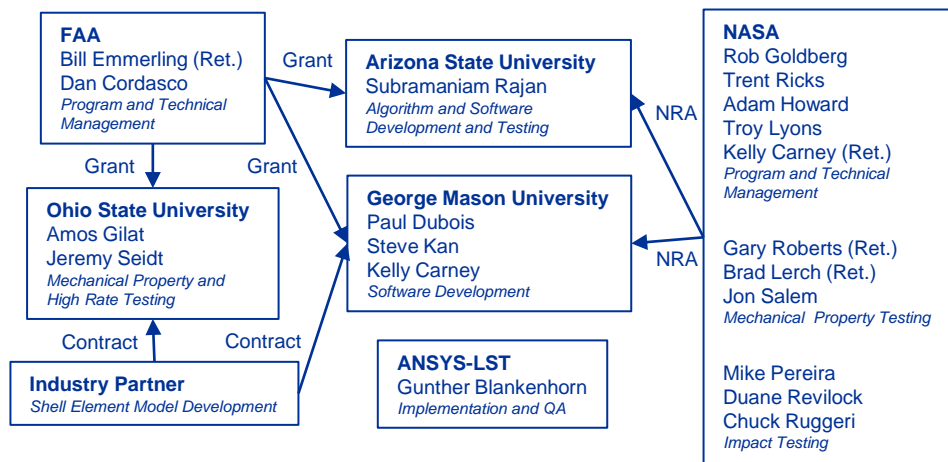 FAA
Bill Emmerling (Ret.)
Dan Cordasco
Program and Technical
Management
Grant
Arizona State University
Subramaniam Rajan
Algorithm and Software
Development and Testing
NRA
NASA
Rob Goldberg
Trent Ricks
Adam Howard
Troy Lyons
Kelly Carney (Ret.)
Program and Technical
Management
Gary Roberts (Ret.)
Brad Lerch (Ret.)
Jon Salem
Mechanical Property Testing
Mike Pereira
Duane Revilock
Chuck Ruggeri
Impact Testing
Grant
Grant
Ohio State University
Amos Gilat
Jeremy Seidt
Mechanical Property and
High Rate Testing
George Mason University
Paul Dubois
Steve Kan
Kelly Carney
Software Development
NRA
Contract
Contract
Industry Partner
Shell Element Model Development
ANSYS-LST
Gunther Blankenhorn
Implementation and QA